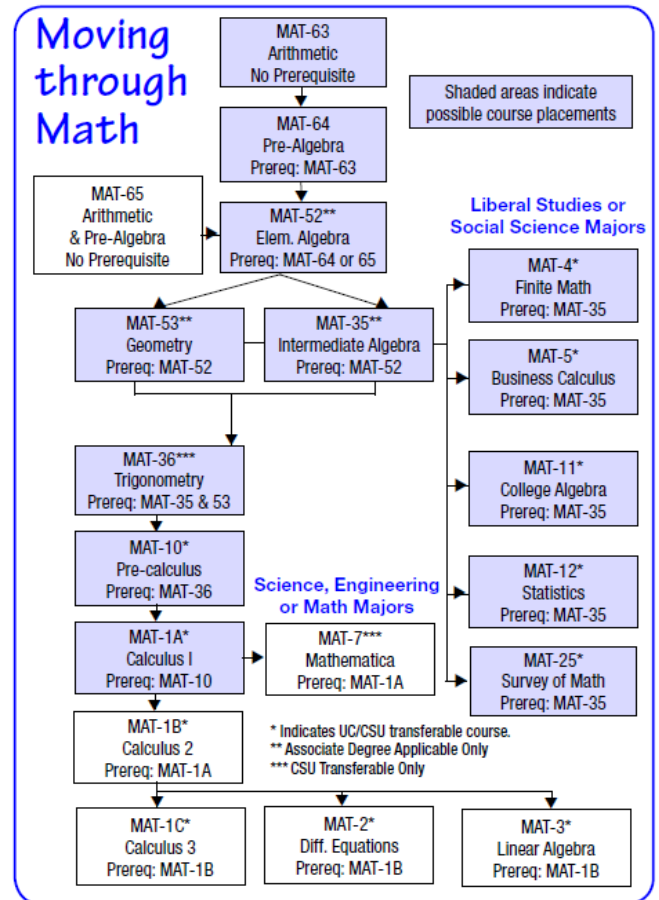 Moving
through
Math
MAT-63
Arithmetic
No Prerequisite
Shaded areas indicate
possible course placements
MAT-64
Pre-Algebra
Prereq: MAT-63
MAT-65
Arithmetic
& Pre-Algebra
No Prerequisite
MAT-52**
Elem. Algebra
Prereq: MAT-64 or 65
Liberal Studies or
Social Science Majors
MAT-4*
Finite Math
Prereq: MAT-35
MAT-53**
Geometry
Prereq: MAT-52
MAT-35**
Intermediate Algebra
Prereq: MAT-52
MAT-5*
Business Calculus
Prereq: MAT-35
MAT-36***
Trigonometry
Prereq: MAT-35 & 53
MAT-11*
College Algebra
Prereq: MAT-35
MAT-10*
Pre-calculus
Prereq: MAT-36
MAT-12*
Statistics
Prereq: MAT-35
Science, Engineering
or Math Majors
MAT-1A*
Calculus I
Prereq: MAT-10
MAT-7***
Mathematica
Prereq: MAT-1A
MAT-25*
Survey of Math
Prereq: MAT-35
MAT-1B*
Calculus 2
Prereq: MAT-1A
* Indicates UC/CSU transferable course.
** Associate Degree Applicable Only
*** CSU Transferable Only
MAT-1C*
Calculus 3
Prereq: MAT-1B
MAT-2*
Diff. Equations
Prereq: MAT-1B
MAT-3*
Linear Algebra
Prereq: MAT-1B